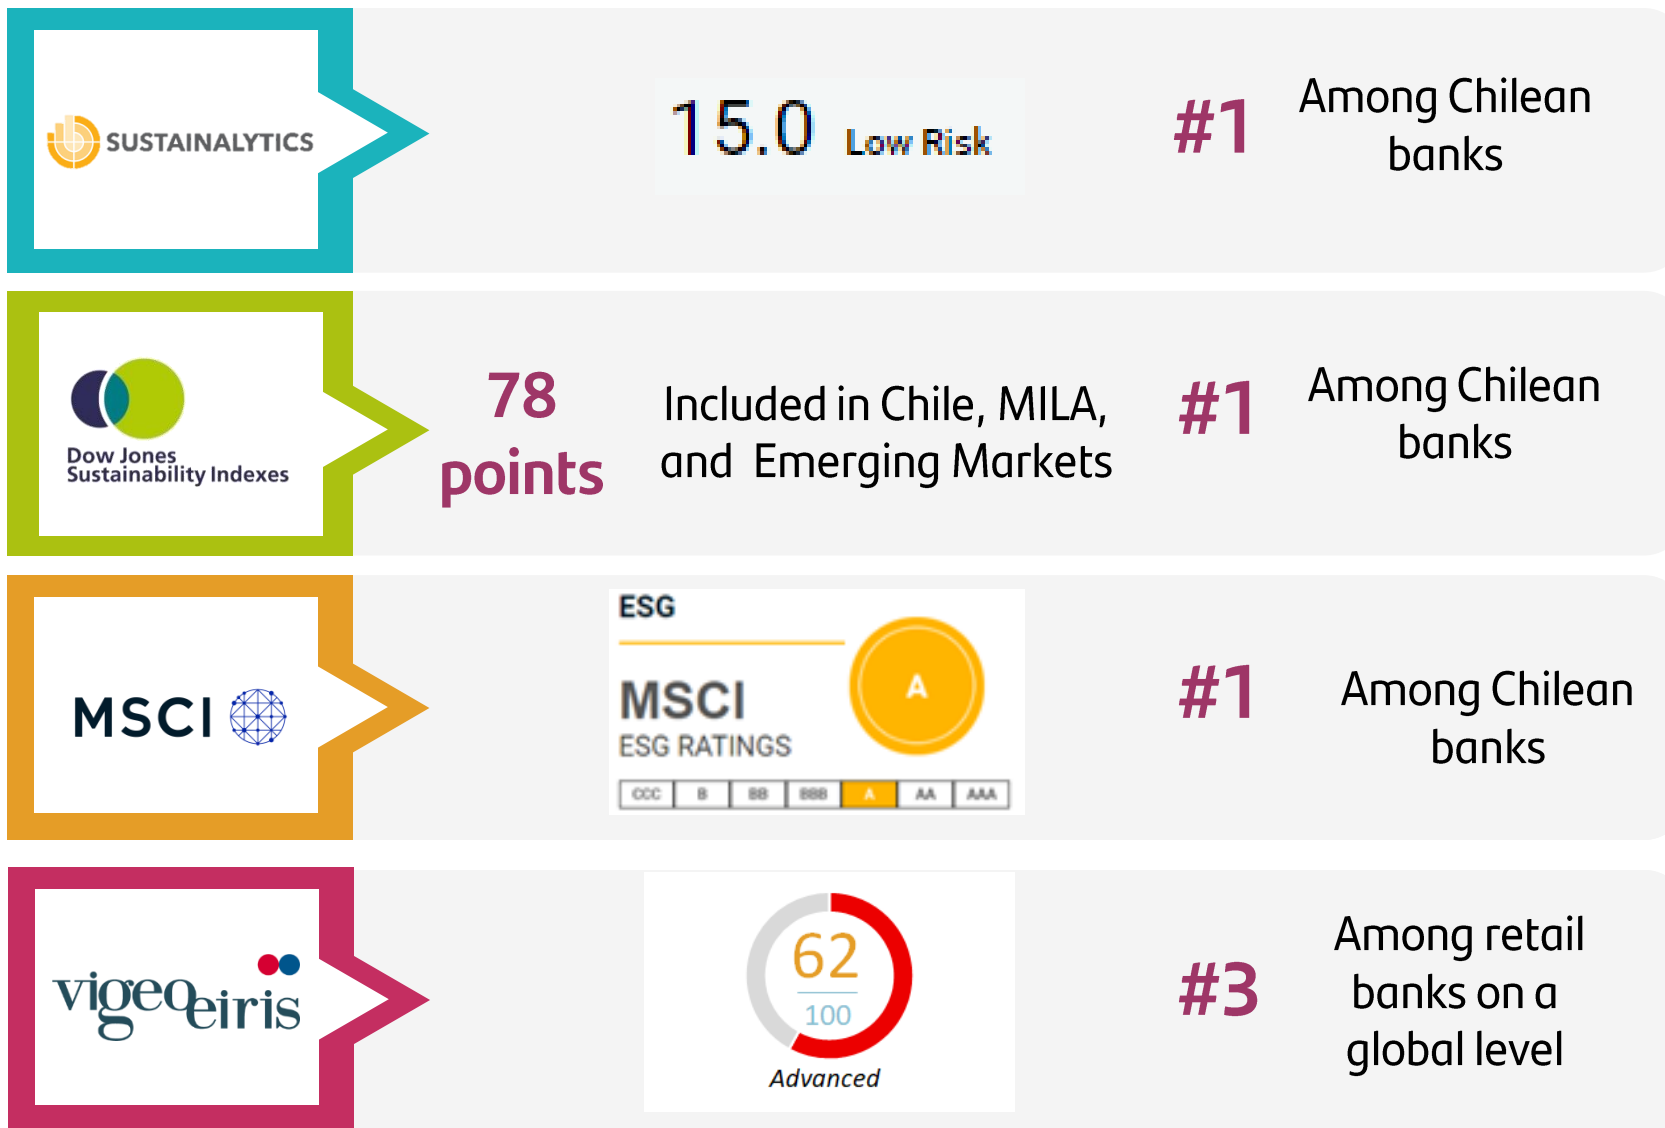 SUSTAINALYTICS
15.0 Low Risk
#1
Among Chilean
banks
Dow Jones
Sustainability Indexes
78
points
Included in Chile, MILA,
and Emerging Markets
#1
Among Chilean
banks
MSCI
ESG
MSCI
ESG RATINGS
A
CCC B BB BBB A AA AAA
#1
Among Chilean
banks
vigeoeiris
62
100
Advanced
#3
Among retail
banks on a
global level